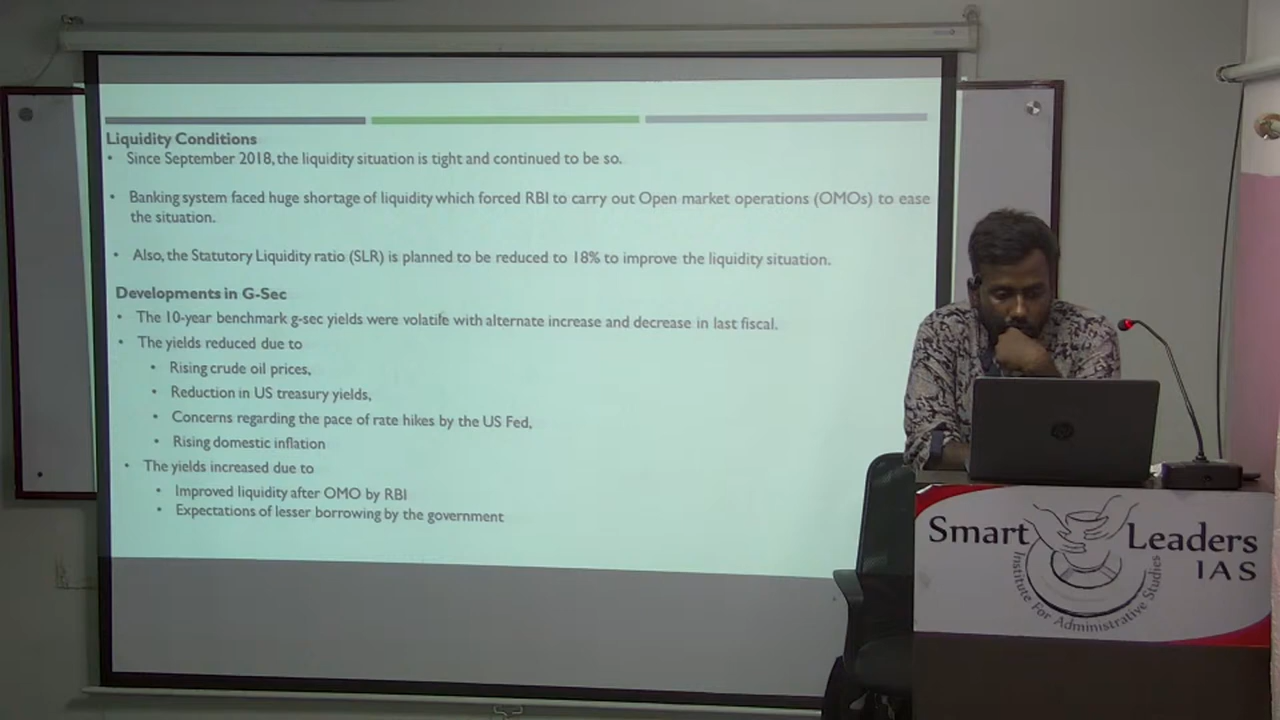 Liquidity Conditions
• Since September 2018, the liquidity situation is tight and continued to be so.
• Banking system faced huge shortage of liquidity which forced RBI to carry out Open market operations (OMOs) to ease
the situation.
• Also, the Statutory Liquidity ratio (SLR) is planned to be reduced to 18% to improve the liquidity situation.
Developments in G-Sec
• The 10-year benchmark g-sec yields were volatile with alternate increase and decrease in last fiscal.
• The yields reduced due to
• Rising crude oil prices,
• Reduction in US treasury yields,
• Concerns regarding the pace of rate hikes by the US Fed,
• Rising domestic inflation
• The yields increased due to
• Improved liquidity after OMO by RBI
• Expectations of lesser borrowing by the government
Smart Leaders
IAS
Institute For Administrative Studies